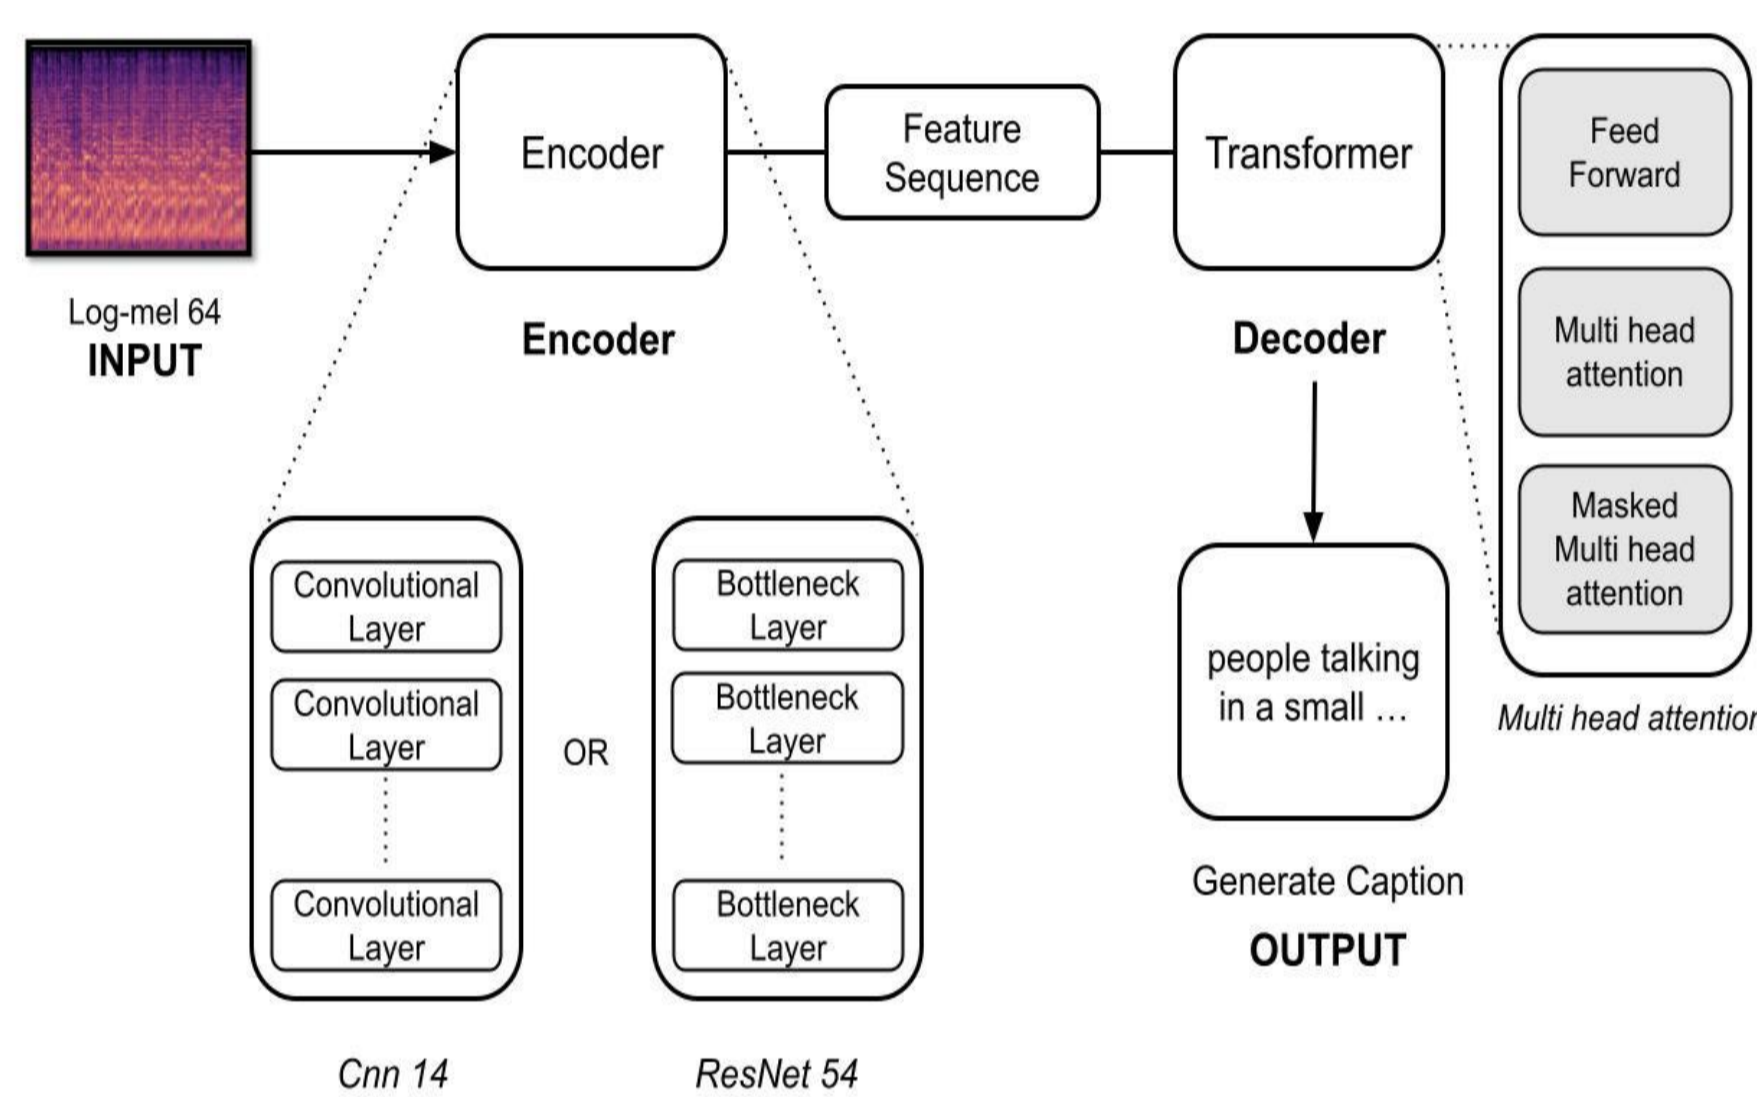 Log-mel 64
INPUT
Encoder
Encoder
Feature
Sequence
Transformer
Decoder
Feed
Forward
Multi head
attention
Masked
Multi head
attention
Multi head attention
Convolutional
Layer
Convolutional
Layer
Convolutional
Layer
Cnn 14
OR
Bottleneck
Layer
Bottleneck
Layer
Bottleneck
Layer
ResNet 54
people talking
in a small …
Generate Caption
OUTPUT